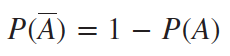 P(A̅) = 1 − P(A)